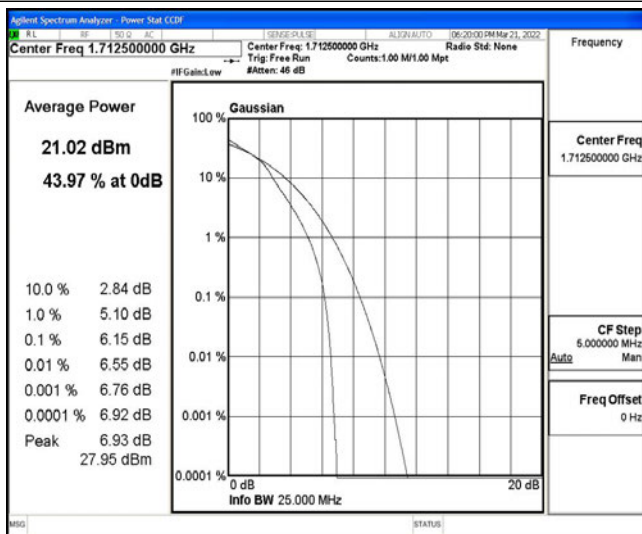 Agilent Spectrum Analyzer - Power Stat CCDF
RL RF 50 Ω AC SENSE:PULSE ALIGN AUTO 06:20:00 PM Mar 21, 2022
Center Freq 1.712500000 GHz
Center Freq: 1.712500000 GHz Radio Std: None
Trig: Free Run Counts:1.00 M/1.00 Mpt
#IFGain:Low #Atten: 46 dB
Frequency
Average Power
21.02 dBm
43.97 % at 0dB
10.0 % 2.84 dB
1.0 % 5.10 dB
0.1 % 6.15 dB
0.01 % 6.55 dB
0.001 % 6.76 dB
0.0001 % 6.92 dB
Peak 6.93 dB
27.95 dBm
Gaussian
100 %
10 %
1 %
0.1 %
0.01 %
0.001 %
0.0001 %
0 dB 20 dB
Info BW 25.000 MHz
Center Freq
1.712500000 GHz
CF Step
5.000000 MHz
Auto Man
Freq Offset
0 Hz
MSG STATUS